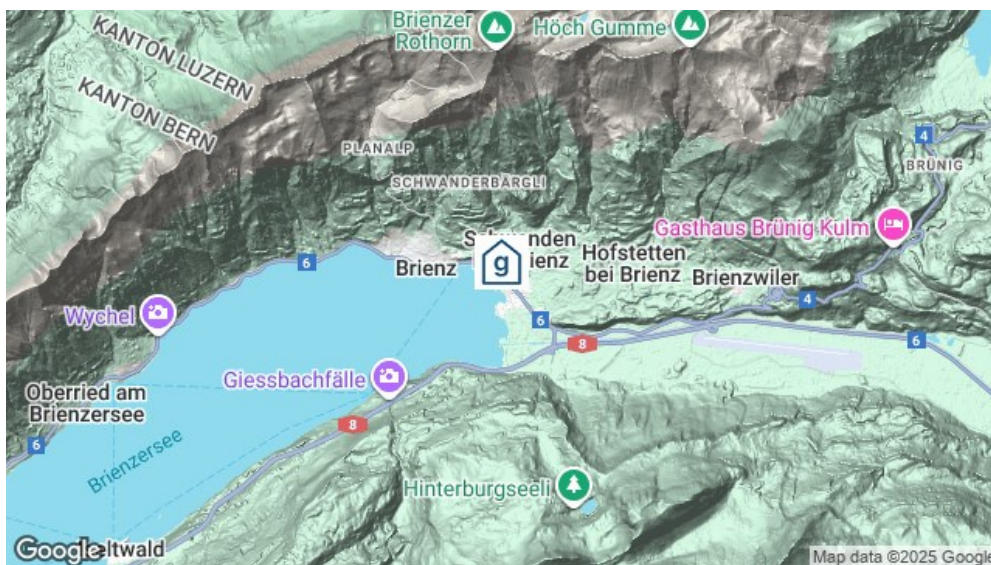 Brienzer
Rothorn
Höch Gumme
KANTON LUZERN
KANTON BERN
4
PLANALP
BRÜNIG
SCHWANDERBÄRGLI
Gasthaus Brünig Kulm
g
Brienz
Hofstetten
bei Brienz
Brienzwiler
6
4
Wychel
6
8
6
Giessbachfälle
Oberried am
Brienzersee
8
6
Brienzersee
Hinterburgseeli
Google
Map data ©2025 Google